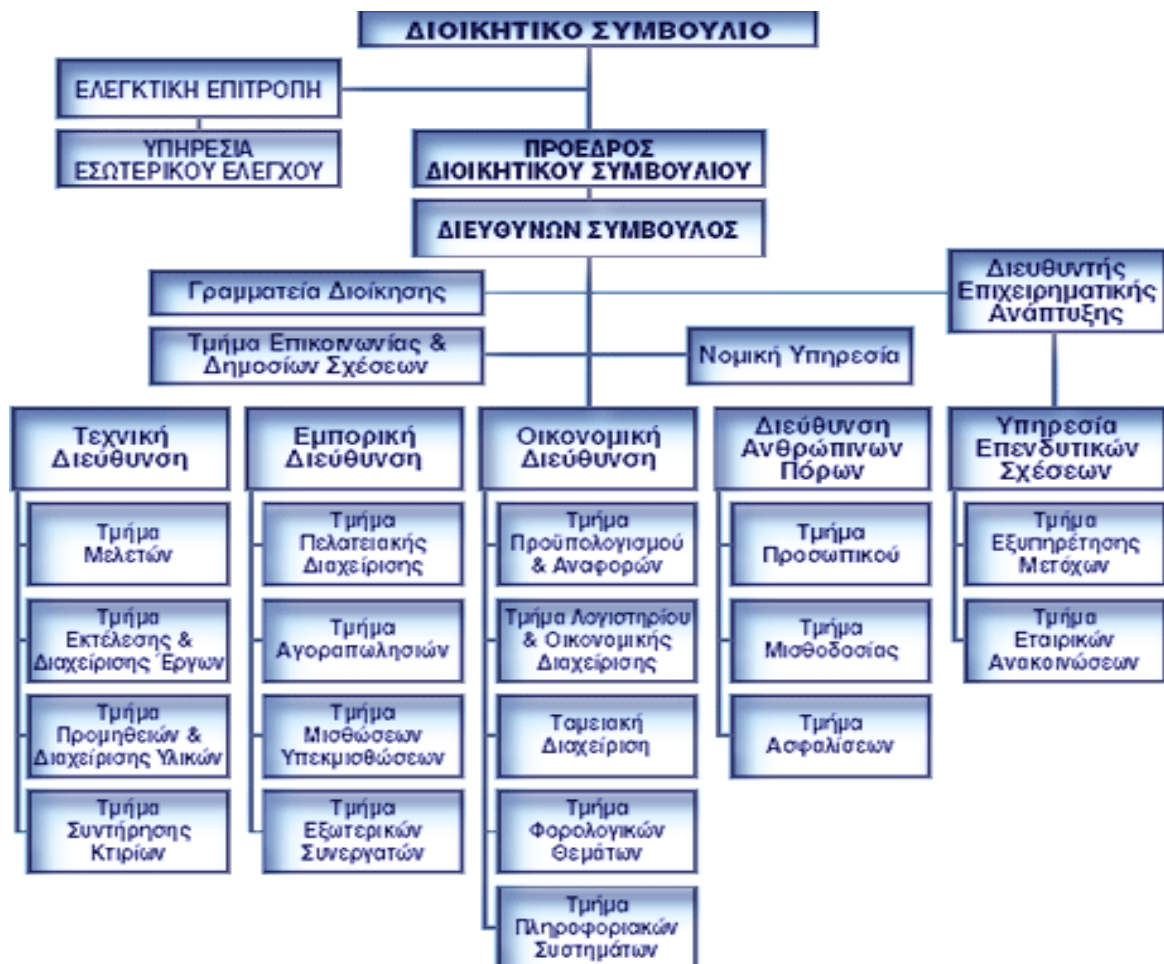 ΔΙΟΙΚΗΤΙΚΟ ΣΥΜΒΟΥΛΙΟ
ΕΛΕΓΚΤΙΚΗ ΕΠΙΤΡΟΠΗ
ΥΠΗΡΕΣΙΑ
ΕΣΩΤΕΡΙΚΟΥ ΕΛΕΓΧΟΥ
ΠΡΟΕΔΡΟΣ
ΔΙΟΙΚΗΤΙΚΟΥ ΣΥΜΒΟΥΛΙΟΥ
ΔΙΕΥΘΥΝΩΝ ΣΥΜΒΟΥΛΟΣ
Γραμματεία Διοίκησης
Διευθυντής
Επιχειρηματικής
Ανάπτυξης
Τμήμα Επικοινωνίας &
Δημοσίων Σχέσεων
Νομική Υπηρεσία
Τεχνική
Διεύθυνση
Τμήμα
Μελετών
Τμήμα
Εκτέλεσης &
Διαχείρισης Έργων
Τμήμα
Προμηθειών &
Διαχείρισης Υλικών
Τμήμα
Συντήρησης
Κτιρίων
Εμπορική
Διεύθυνση
Τμήμα
Πελατειακής
Διαχείρισης
Τμήμα
Αγοραπωλησιών
Τμήμα
Μισθώσεων
Υπεκμισθώσεων
Τμήμα
Εξωτερικών
Συνεργατών
Οικονομική
Διεύθυνση
Τμήμα
Προϋπολογισμού
& Αναφορών
Τμήμα Λογιστηρίου
& Οικονομικής
Διαχείρισης
Ταμειακή
Διαχείριση
Τμήμα
Φορολογικών
Θεμάτων
Τμήμα
Πληροφοριακών
Συστημάτων
Διεύθυνση
Ανθρώπινων
Πόρων
Τμήμα
Προσωπικού
Τμήμα
Μισθοδοσίας
Τμήμα
Ασφαλίσεων
Υπηρεσία
Επενδυτικών
Σχέσεων
Τμήμα
Εξυπηρέτησης
Μετόχων
Τμήμα
Εταιρικών
Ανακοινώσεων